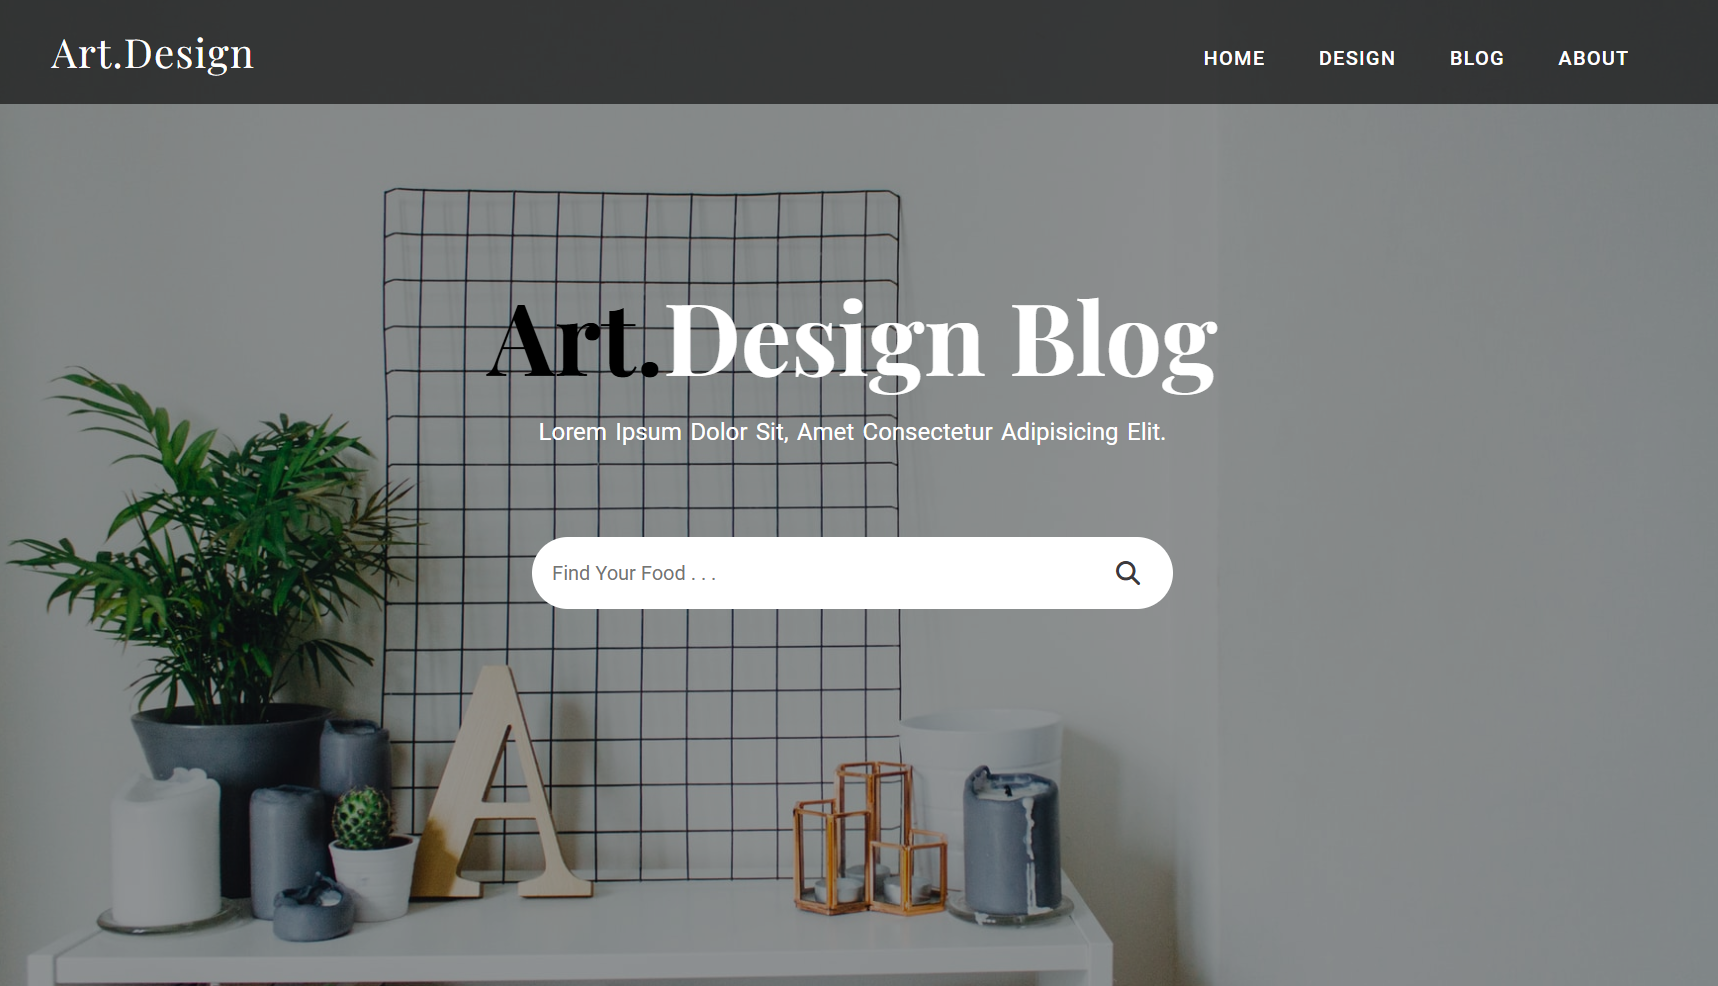 Art.Design
HOME DESIGN BLOG ABOUT
Art.Design Blog
Lorem Ipsum Dolor Sit, Amet Consectetur Adipisicing Elit.
Find Your Food . . .
A